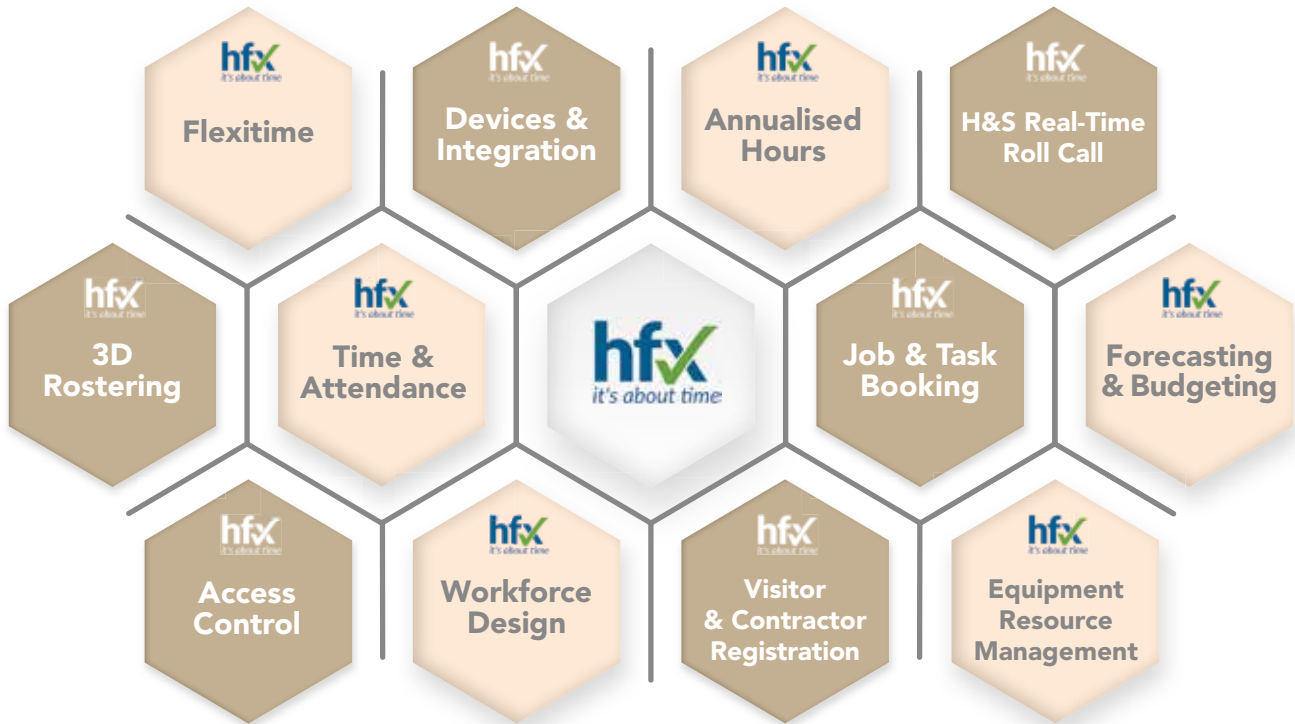 hfx
it's about time
Flexitime
hfx
it's about time
Devices &
Integration
hfx
it's about time
Annualised
Hours
hfx
it's about time
H&S Real-Time
Roll Call
hfx
it's about time
3D
Rostering
hfx
it's about time
Time &
Attendance
hfx
it's about time
hfx
it's about time
Job & Task
Booking
hfx
it's about time
Forecasting
& Budgeting
hfx
it's about time
Access
Control
hfx
it's about time
Workforce
Design
hfx
it's about time
Visitor
& Contractor
Registration
hfx
it's about time
Equipment
Resource
Management